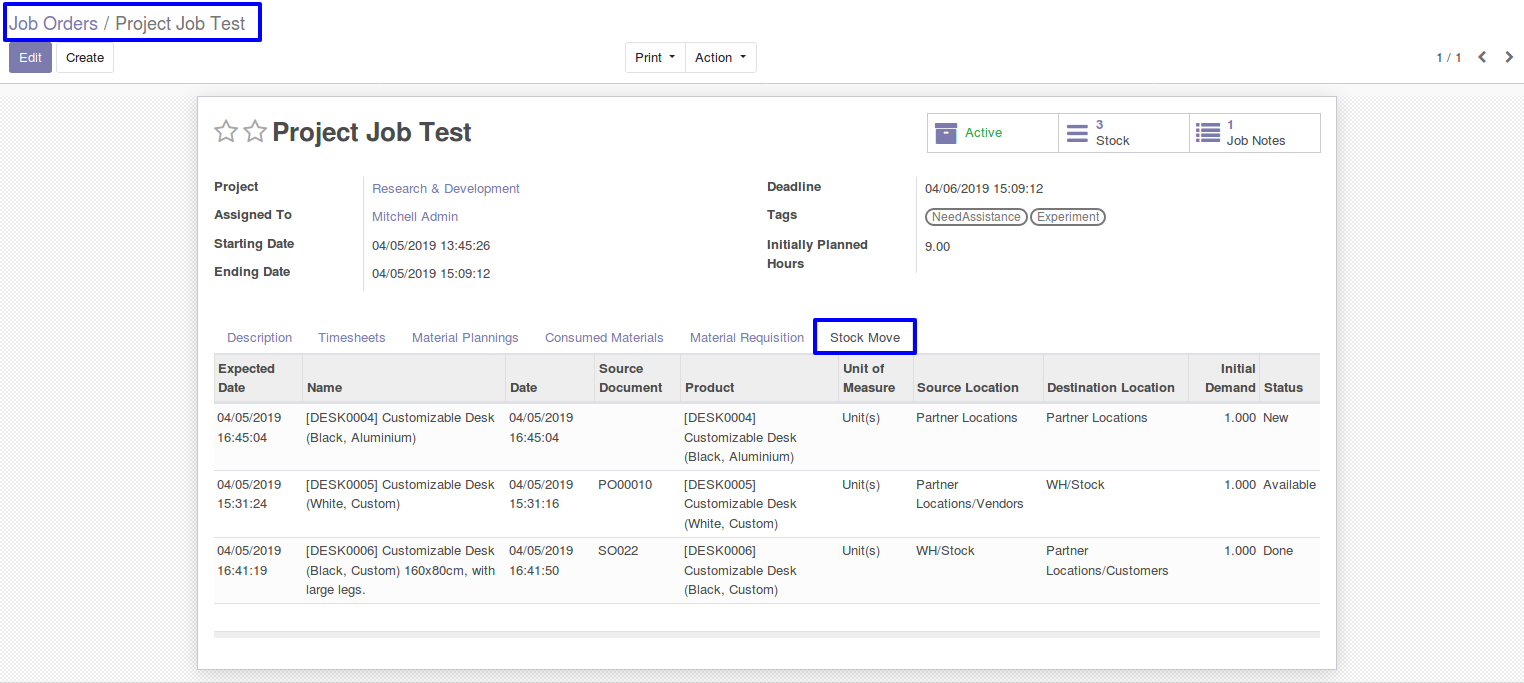 Job Orders / Project Job Test
Edit Create Print Action 1 / 1
Project Job Test
Active
3
Stock
1
Job Notes
Project Research & Development
Assigned To Mitchell Admin
Starting Date 04/05/2019 13:45:26
Ending Date 04/05/2019 15:09:12
Deadline 04/06/2019 15:09:12
Tags NeedAssistance Experiment
Initially Planned 9.00
Hours
Description Timesheets Material Plannings Consumed Materials Material Requisition Stock Move
Expected Source Unit of Initial
Date Name Date Document Product Measure Source Location Destination Location Demand Status
04/05/2019 [DESK0004] Customizable Desk 04/05/2019 [DESK0004] Unit(s) Partner Locations Partner Locations 1.000 New
16:45:04 (Black, Aluminium) 16:45:04 Customizable Desk
(Black, Aluminium)
04/05/2019 [DESK0005] Customizable Desk 04/05/2019 PO00010 [DESK0005] Unit(s) Partner WH/Stock 1.000 Available
15:31:24 (White, Custom) 15:31:16 Customizable Desk Locations/Vendors
(White, Custom)
04/05/2019 [DESK0006] Customizable Desk 04/05/2019 SO022 [DESK0006] Unit(s) WH/Stock Partner 1.000 Done
16:41:19 (Black, Custom) 160x80cm, with 16:41:50 Customizable Desk Locations/Customers
large legs. (Black, Custom)